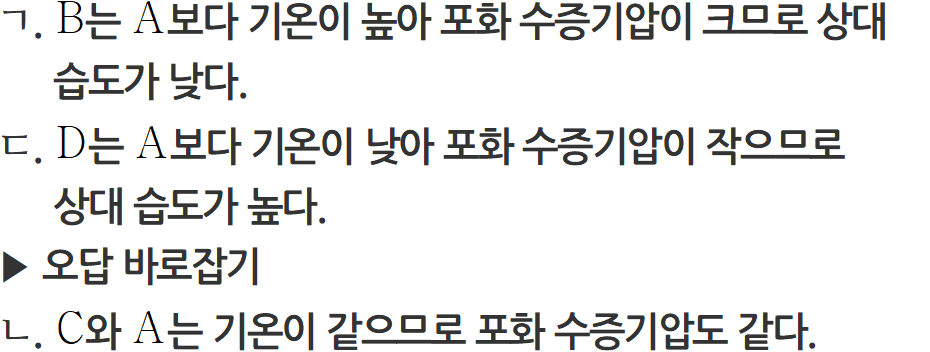 ㄱ. B는 A보다 기온이 높아 포화 수증기압이 크므로 상대
습도가 낮다.
ㄷ. D는 A보다 기온이 낮아 포화 수증기압이 작으므로
상대 습도가 높다.
▶ 오답 바로잡기
ㄴ. C와 A는 기온이 같으므로 포화 수증기압도 같다.